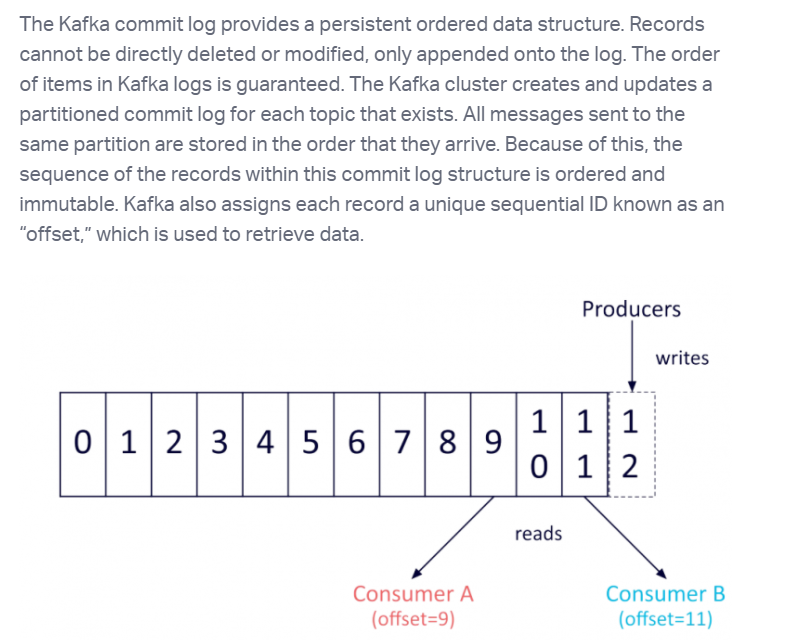 The Kafka commit log provides a persistent ordered data structure. Records
cannot be directly deleted or modified, only appended onto the log. The order
of items in Kafka logs is guaranteed. The Kafka cluster creates and updates a
partitioned commit log for each topic that exists. All messages sent to the
same partition are stored in the order that they arrive. Because of this, the
sequence of the records within this commit log structure is ordered and
immutable. Kafka also assigns each record a unique sequential ID known as an
“offset,” which is used to retrieve data.
Producers
writes
0 1 2 3 4 5 6 7 8 9 10 11 12
reads
Consumer A
(offset=9)
Consumer B
(offset=11)